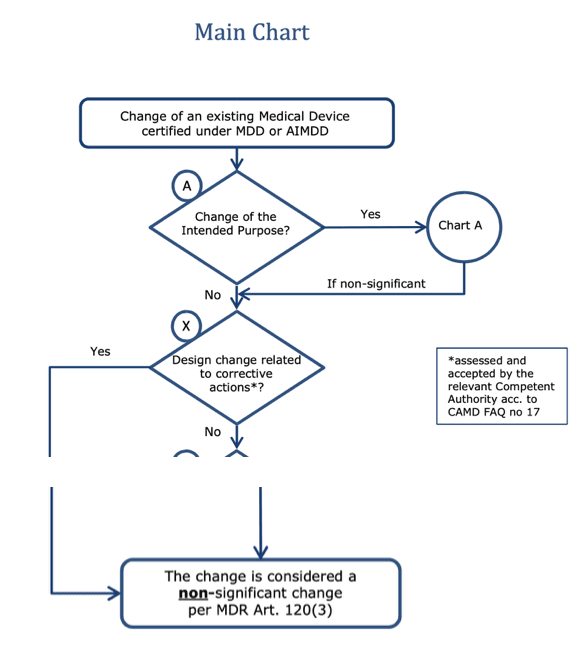 Main Chart
Change of an existing Medical Device
certified under MDD or AIMDD
A
Change of the
Intended Purpose?
Yes
Chart A
If non-significant
No
X
Design change related
to corrective
actions*?
Yes
*assessed and
accepted by the
relevant Competent
Authority acc. to
CAMD FAQ no 17
No
The change is considered a
non-significant change
per MDR Art. 120(3)